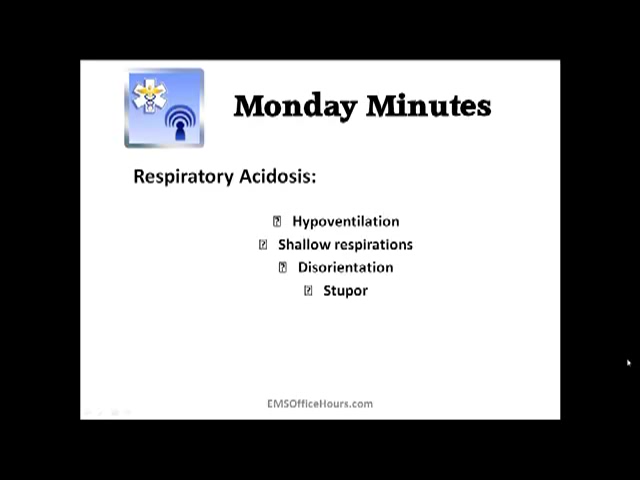 Monday Minutes
Respiratory Acidosis:
Hypoventilation
Shallow respirations
Disorientation
Stupor
EMSOfficeHours.com